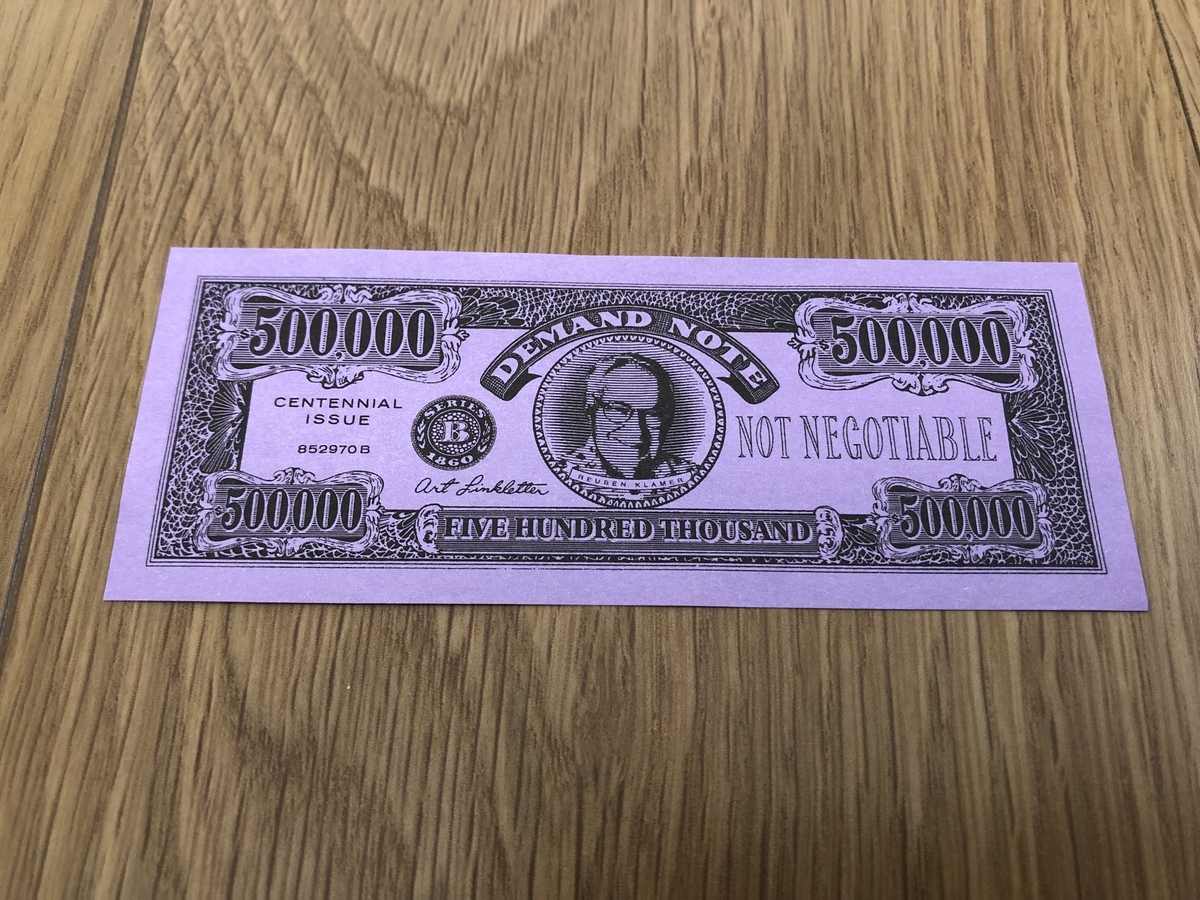 $500,000
DEMAND NOTE
$500,000
CENTENNIAL
ISSUE
852970B
SERIES
B
1860
REUBEN KLAMER
NOT NEGOTIABLE
Art Linkletter
$500,000
FIVE HUNDRED THOUSAND
$500,000